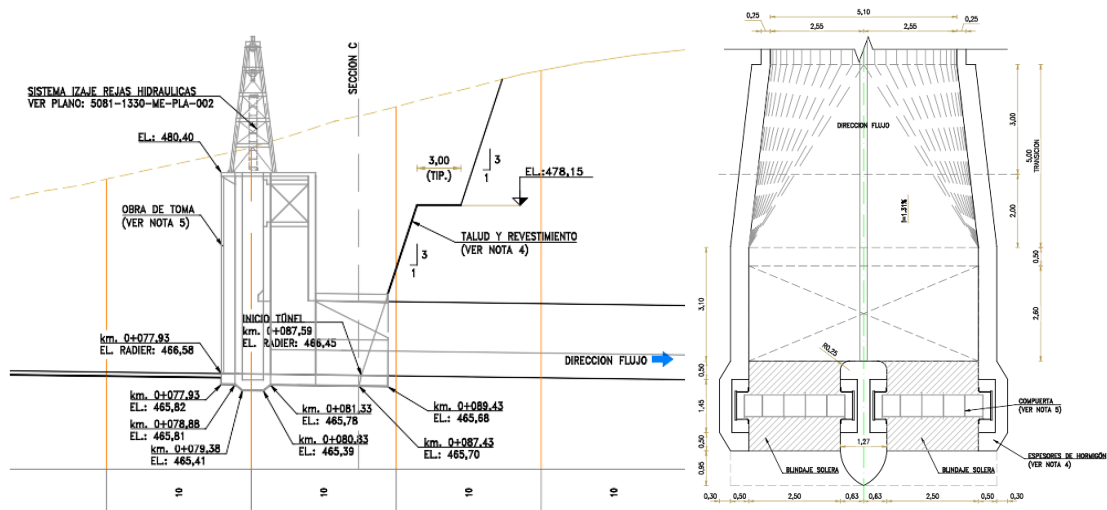 SISTEMA IZAJE REJAS HIDRAULICAS
VER PLANO: 5081-1330-ME-PLA-002
EL.: 480,40
SECCION C
3,00
(TIP.)
3
1
EL.:478,15
OBRA DE TOMA
(VER NOTA 5)
TALUD Y REVESTIMIENTO
(VER NOTA 4)
3
1
INICIO TÚNEL
km. 0+087,59
EL. RADIER: 466,45
km. 0+077,93
EL. RADIER: 466,58
DIRECCION FLUJO
km. 0+077,93
EL.: 465,82
km. 0+078,88
EL.: 465,81
km. 0+079,38
EL.: 465,41
km. 0+081,33
EL.: 465,78
km. 0+080,83
EL.: 465,39
km. 0+089,43
EL.: 465,68
km. 0+087,43
EL.: 465,70
10
10
10
10
5,10
0,25
2,55
2,55
0,25
DIRECCION FLUJO
3,00
5,00
TRANSICION
2,00
i=1,31%
0,50
3,10
2,60
R0,25
0,50
1,45
0,50
0,95
1,27
COMPUERTA
(VER NOTA 5)
ESPESORES DE HORMIGÓN
(VER NOTA 4)
BLINDAJE SOLERA
BLINDAJE SOLERA
0,30
0,50
2,50
0,63
0,63
2,50
0,50
0,30